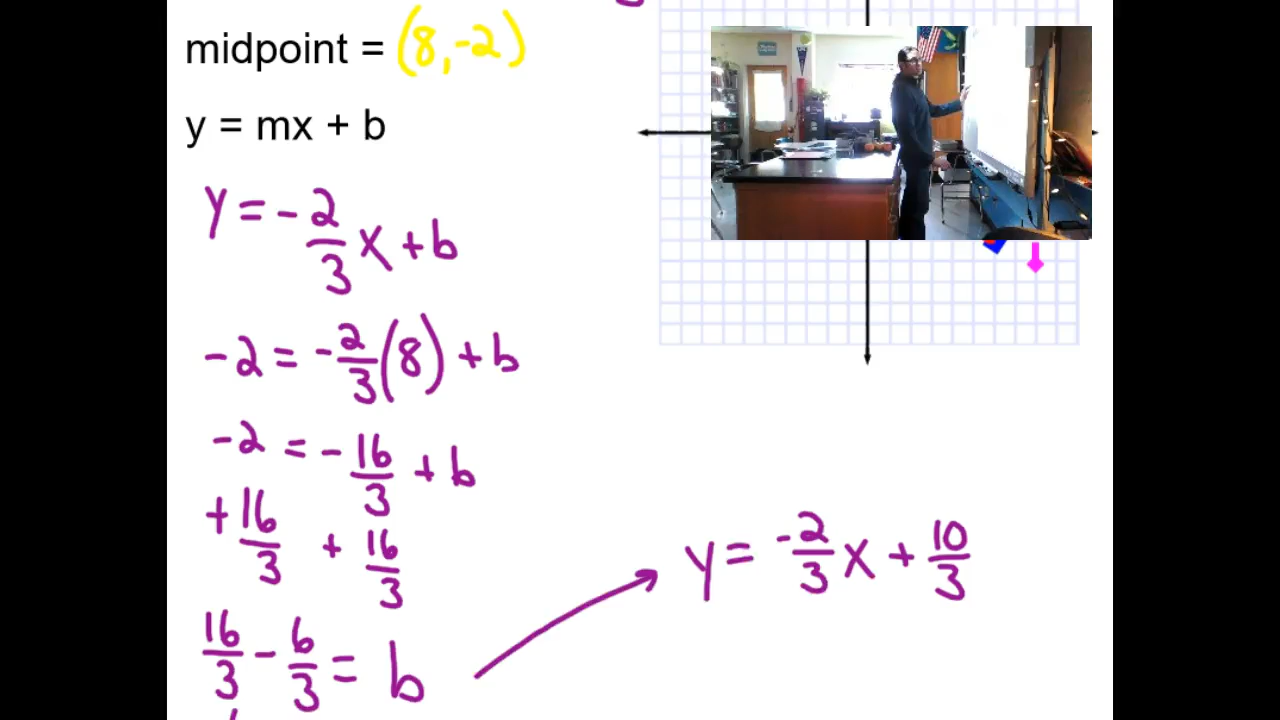 midpoint = (8, -2)
y = mx + b
y = -2/3 x + b
-2 = -2/3 (8) + b
-2 = -16/3 + b
+16/3 + 16/3
16/3 - 6/3 = b
y = -2/3 x + 10/3